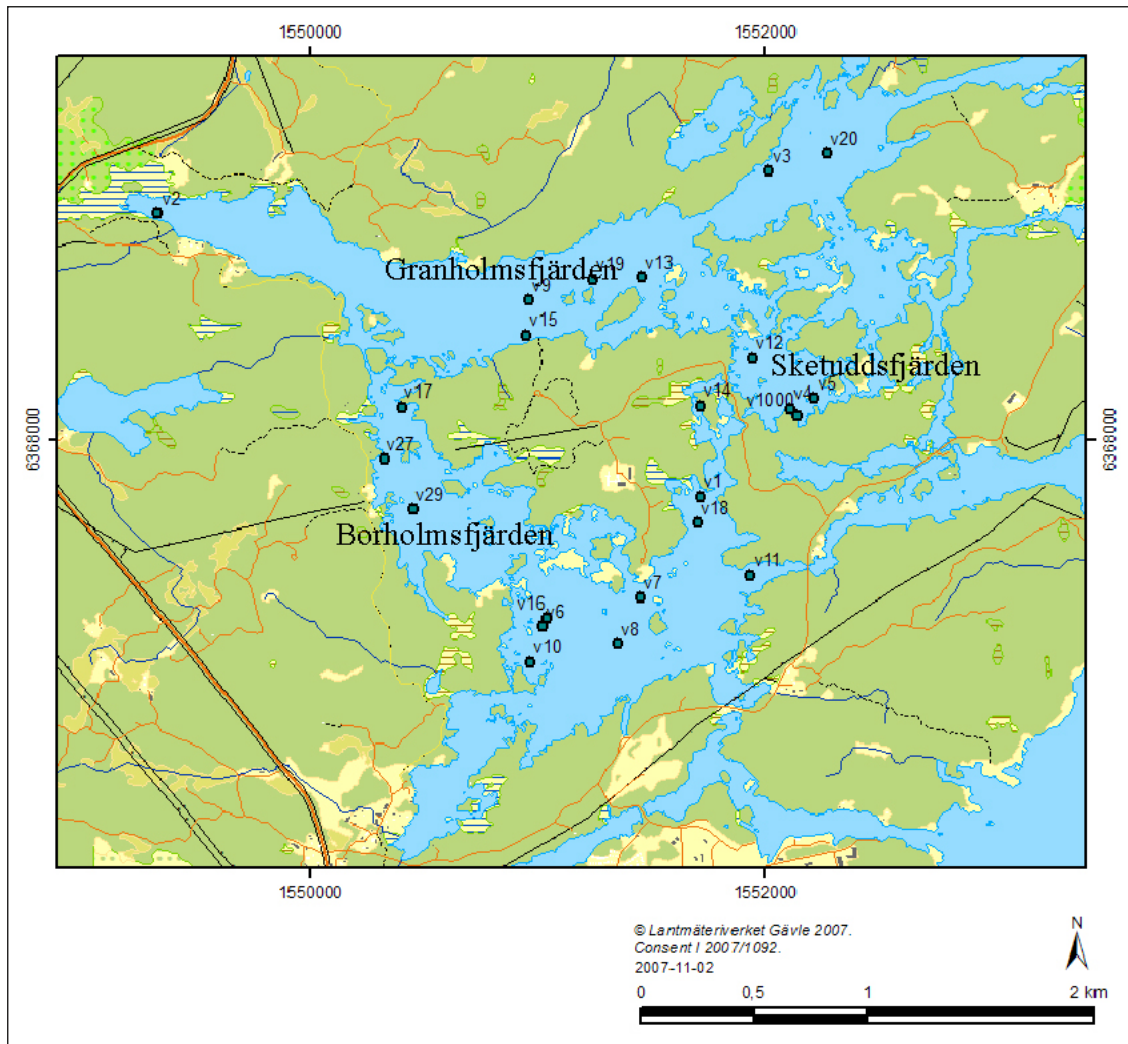 1550000
1552000
v20
v3
v2
Granholmsfjärden
v19
v13
v9
v15
v12
Sketuddsfjärden
v5
v4
v1000
v14
v17
6368000
6368000
v27
v1
v29
v18
Borholmsfjärden
v11
v7
v16
v6
v8
v10
1550000
1552000
© Lantmäteriverket Gävle 2007.
Consent I 2007/1092.
2007-11-02
N
0 0,5 1 2 km